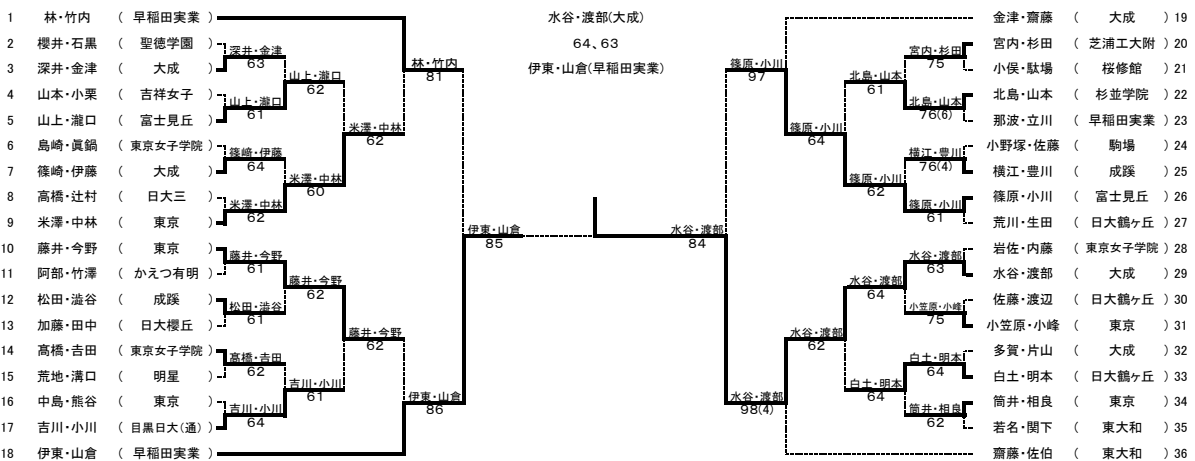 水谷・渡部(大成)
64、63
伊東・山倉(早稲田実業)
1 林・竹内 ( 早稲田実業 )
2 櫻井・石黒 ( 聖徳学園 )
3 深井・金津 ( 大成 )
4 山本・小栗 ( 吉祥女子 )
5 山上・瀧口 ( 富士見丘 )
6 島崎・眞鍋 ( 東京女子学院 )
7 篠崎・伊藤 ( 大成 )
8 高橋・辻村 ( 日大三 )
9 米澤・中林 ( 東京 )
10 藤井・今野 ( 東京 )
11 阿部・竹澤 ( かえつ有明 )
12 松田・澁谷 ( 成蹊 )
13 加藤・田中 ( 日大櫻丘 )
14 髙橋・吉田 ( 東京女子学院 )
15 荒地・溝口 ( 明星 )
16 中島・熊谷 ( 東京 )
17 吉川・小川 ( 目黒日大(通) )
18 伊東・山倉 ( 早稲田実業 )
深井・金津
63
山上・瀧口
61
篠崎・伊藤
64
米澤・中林
62
藤井・今野
61
松田・澁谷
61
髙橋・吉田
62
吉川・小川
64
山上・瀧口
62
米澤・中林
60
藤井・今野
62
吉川・小川
61
米澤・中林
62
藤井・今野
62
林・竹内
81
伊東・山倉
86
伊東・山倉
85
水谷・渡部
84
篠原・小川
97
水谷・渡部
98(4)
篠原・小川
64
水谷・渡部
62
北島・山本
61
篠原・小川
62
水谷・渡部
64
白土・明本
64
宮内・杉田
75
北島・山本
76(6)
横江・豊川
76(4)
篠原・小川
61
水谷・渡部
63
小笠原・小峰
75
白土・明本
64
筒井・相良
62
金津・齋藤 ( 大成 ) 19
宮内・杉田 ( 芝浦工大附 ) 20
小俣・駄場 ( 桜修館 ) 21
北島・山本 ( 杉並学院 ) 22
那波・立川 ( 早稲田実業 ) 23
小野塚・佐藤 ( 駒場 ) 24
横江・豊川 ( 成蹊 ) 25
篠原・小川 ( 富士見丘 ) 26
荒川・生田 ( 日大鶴ヶ丘 ) 27
岩佐・内藤 ( 東京女子学院 ) 28
水谷・渡部 ( 大成 ) 29
佐藤・渡辺 ( 日大鶴ヶ丘 ) 30
小笠原・小峰 ( 東京 ) 31
多賀・片山 ( 大成 ) 32
白土・明本 ( 日大鶴ヶ丘 ) 33
筒井・相良 ( 東京 ) 34
若名・関下 ( 東大和 ) 35
齋藤・佐伯 ( 東大和 ) 36